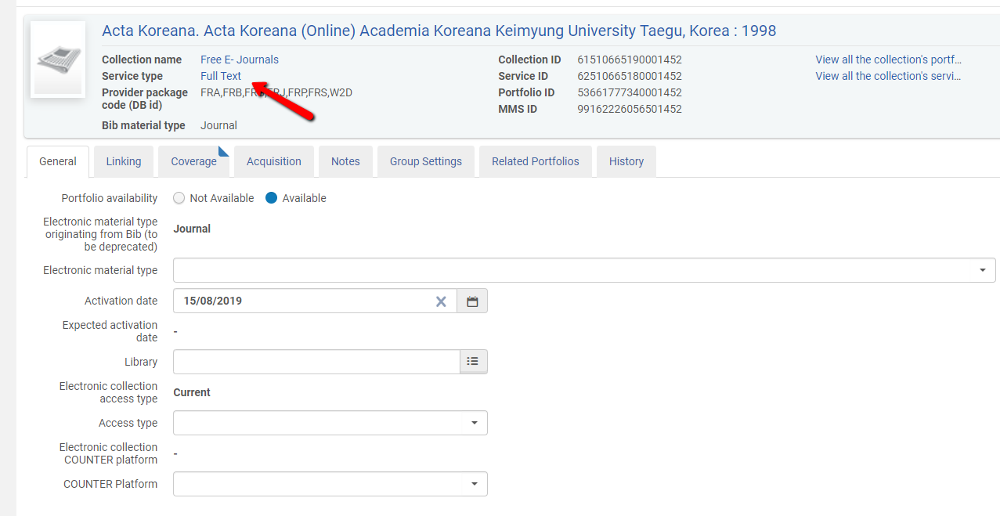 Acta Koreana. Acta Koreana (Online) Academia Koreana Keimyung University Taegu, Korea : 1998
Collection name Free E- Journals
Service type Full Text
Provider package code (DB id) FRA,FRB,FRJ,FRP,FRS,W2D
Bib material type Journal
Collection ID 61510665190001452
Service ID 62510665180001452
Portfolio ID 53661777340001452
MMS ID 99162226056501452
View all the collection's portf...
View all the collection's servi...
General Linking Coverage Acquisition Notes Group Settings Related Portfolios History
Portfolio availability Not Available Available
Electronic material type
originating from Bib (to
be deprecated)
Journal
Electronic material type
Activation date 15/08/2019
Expected activation
date
-
Library
Electronic collection
access type
Current
Access type
Electronic collection
COUNTER platform
-
COUNTER Platform